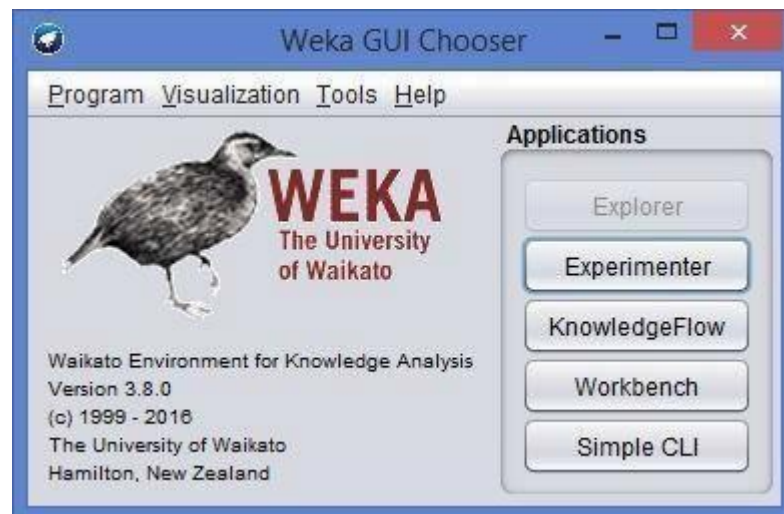 Weka GUI Chooser
Program Visualization Tools Help
WEKA
The University
of Waikato
Waikato Environment for Knowledge Analysis
Version 3.8.0
(c) 1999 - 2016
The University of Waikato
Hamilton, New Zealand
Applications
Explorer
Experimenter
KnowledgeFlow
Workbench
Simple CLI